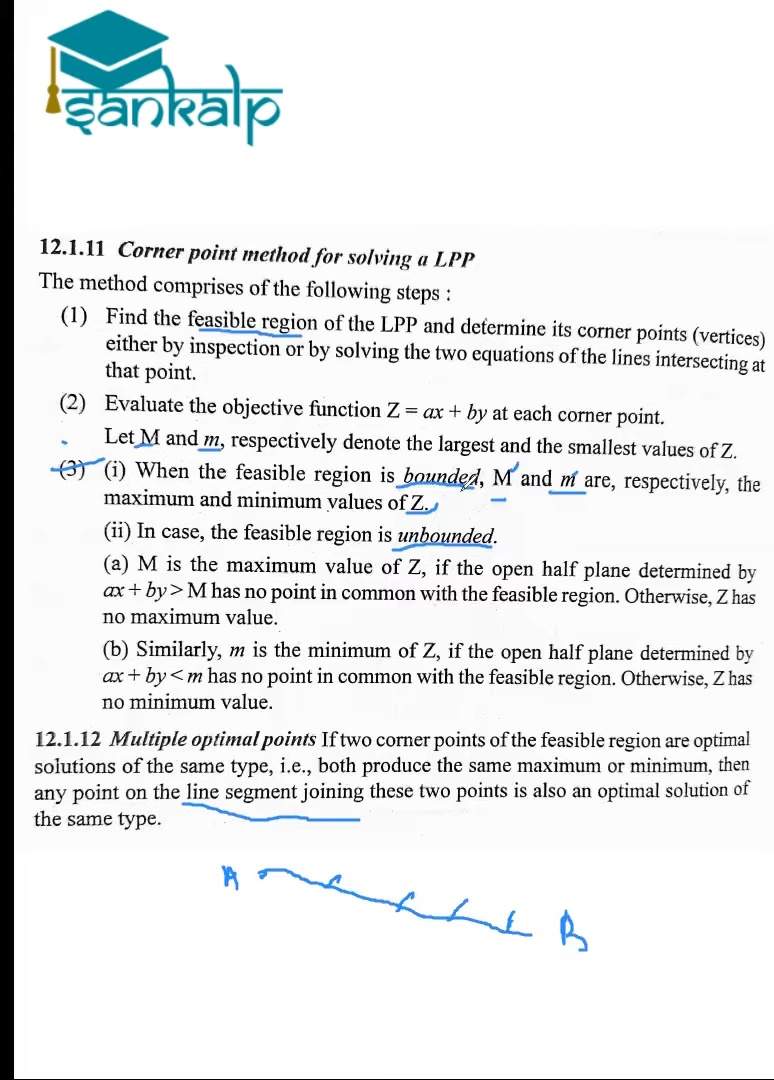 sankalp
12.1.11 Corner point method for solving a LPP
The method comprises of the following steps :
(1) Find the feasible region of the LPP and determine its corner points (vertices)
either by inspection or by solving the two equations of the lines intersecting at
that point.
(2) Evaluate the objective function Z = ax + by at each corner point.
Let M and m, respectively denote the largest and the smallest values of Z.
(3) (i) When the feasible region is bounded, M and m are, respectively, the
maximum and minimum values of Z.
(ii) In case, the feasible region is unbounded.
(a) M is the maximum value of Z, if the open half plane determined by
ax + by > M has no point in common with the feasible region. Otherwise, Z has
no maximum value.
(b) Similarly, m is the minimum of Z, if the open half plane determined by
ax + by < m has no point in common with the feasible region. Otherwise, Z has
no minimum value.
12.1.12 Multiple optimal points If two corner points of the feasible region are optimal
solutions of the same type, i.e., both produce the same maximum or minimum, then
any point on the line segment joining these two points is also an optimal solution of
the same type.
A B